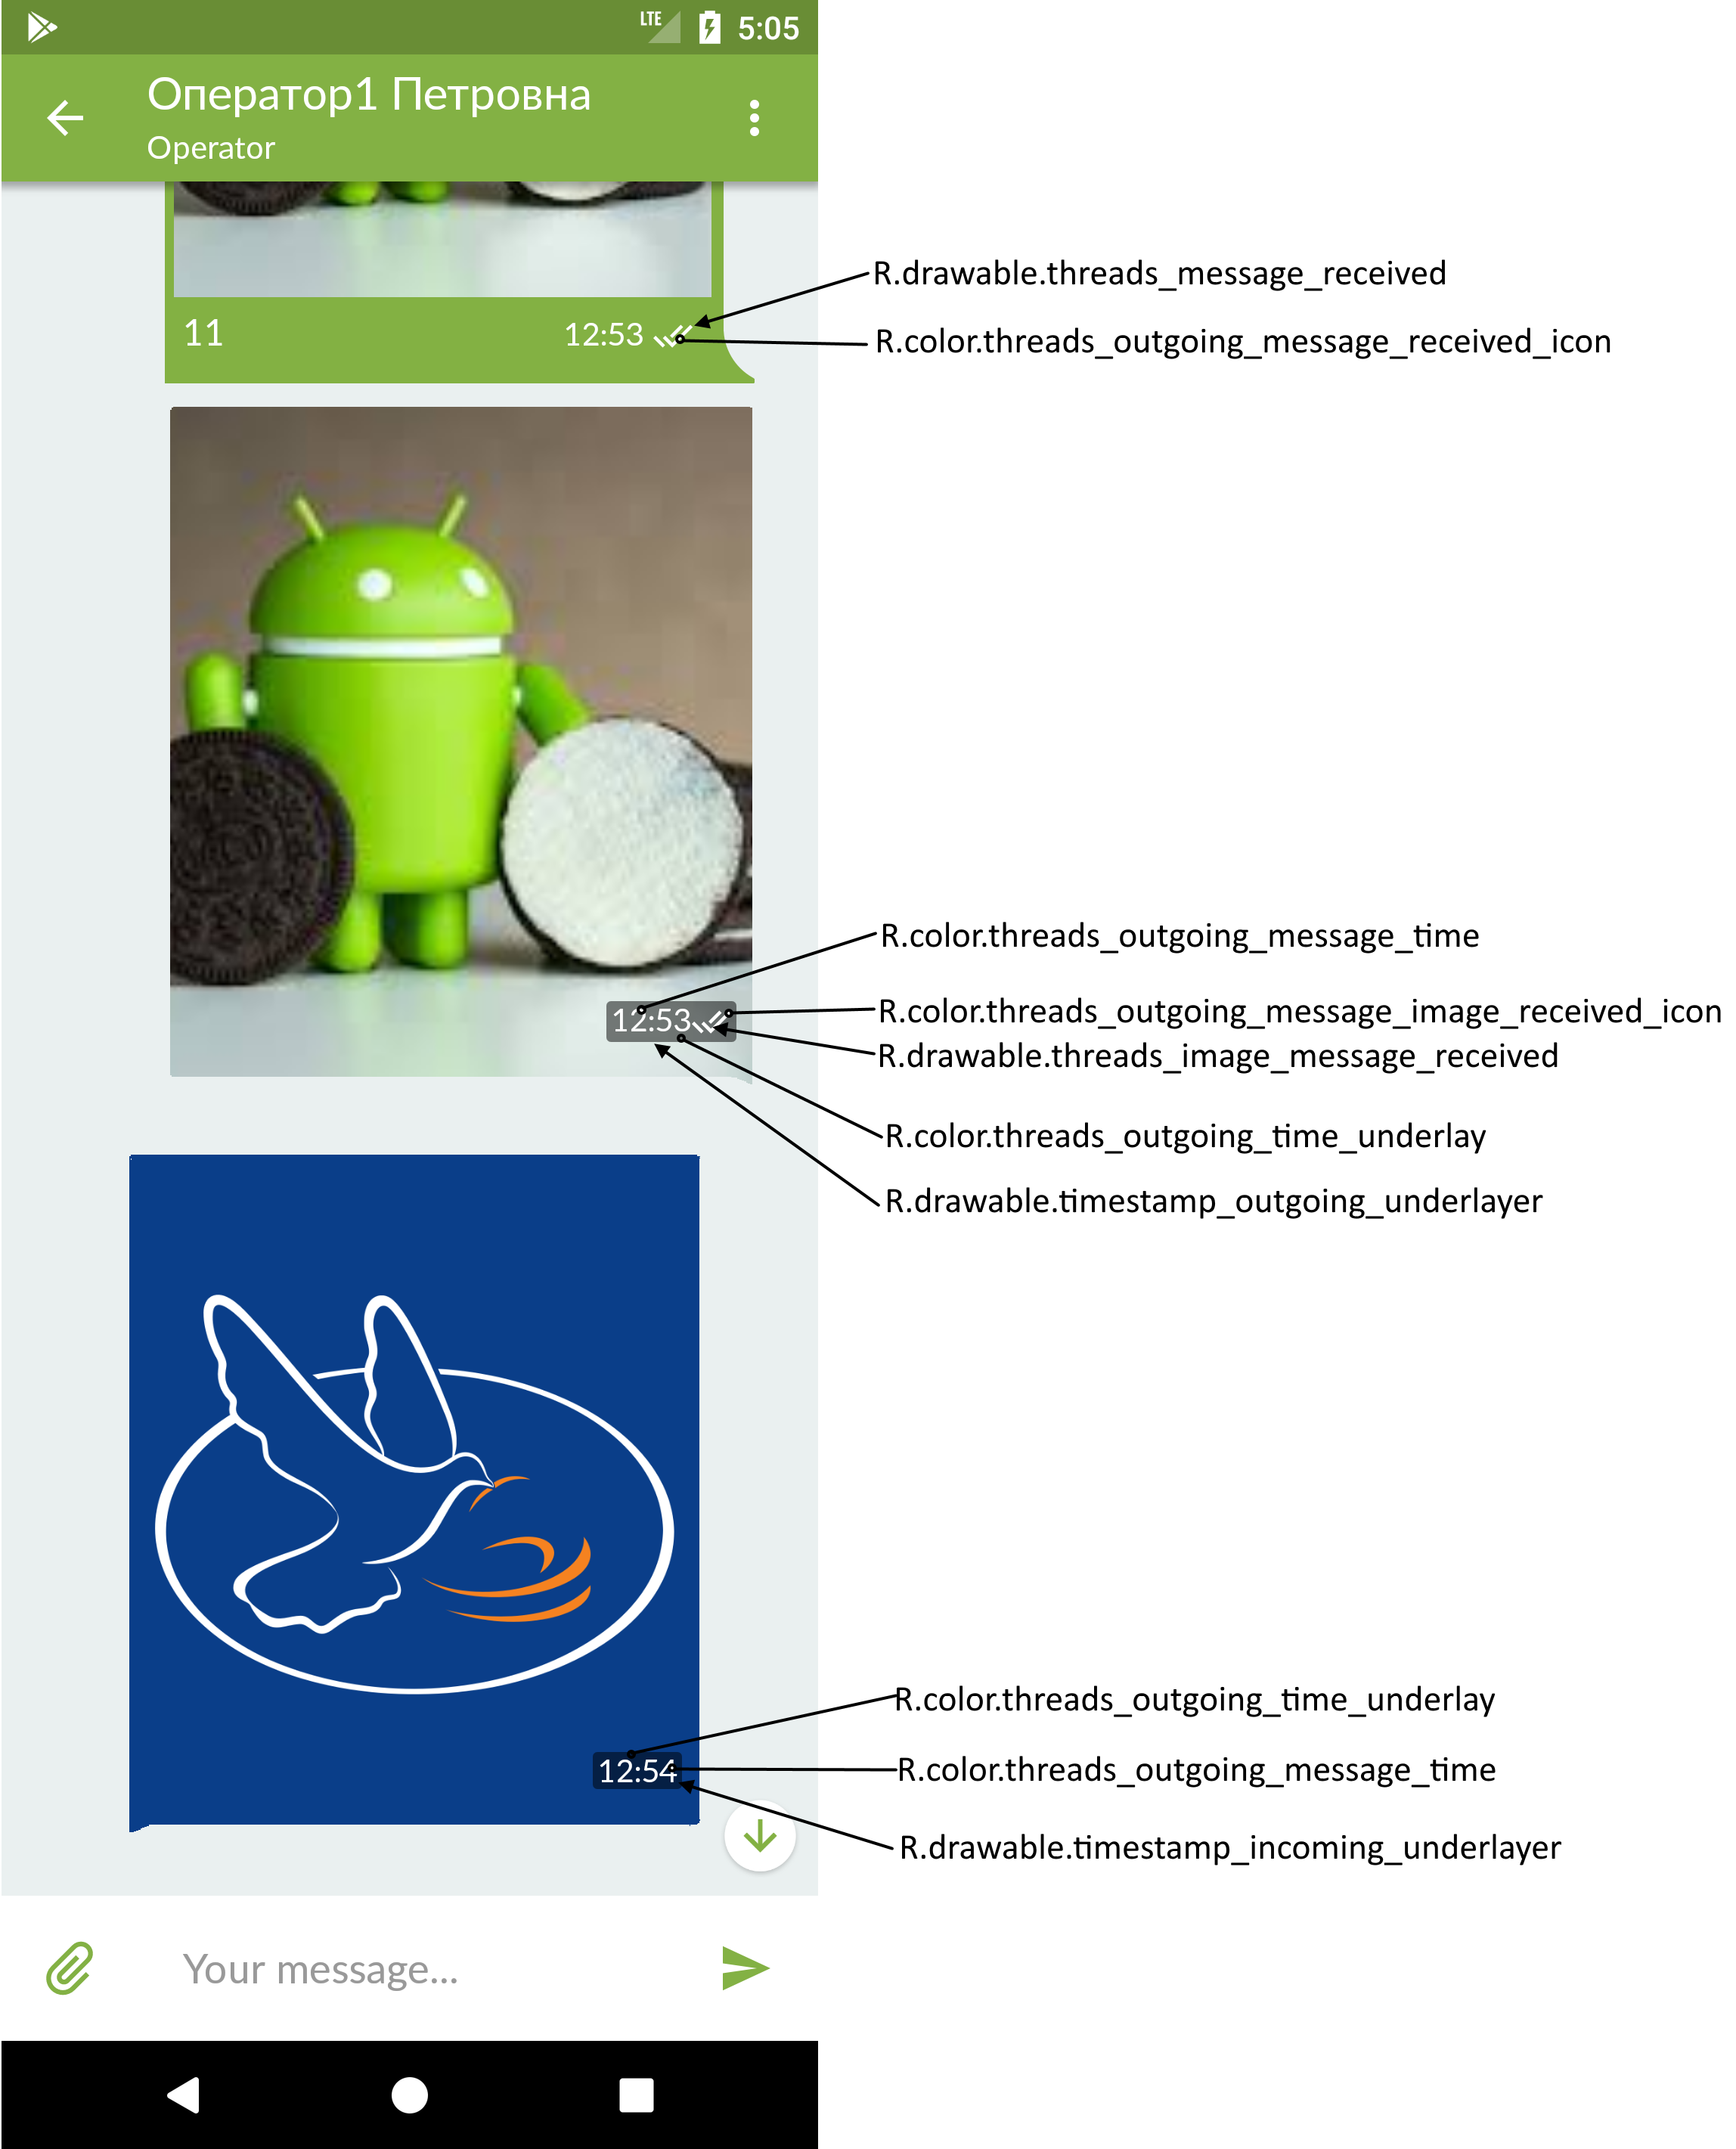 LTE 5:05
Оператор1 Петровна
Operator
R.drawable.threads_message_received
11 12:53
R.color.threads_outgoing_message_received_icon
R.color.threads_outgoing_message_time
12:53
R.color.threads_outgoing_message_image_received_icon
R.drawable.threads_image_message_received
R.color.threads_outgoing_time_underlay
R.drawable.timestamp_outgoing_underlayer
R.color.threads_outgoing_time_underlay
12:54
R.color.threads_outgoing_message_time
R.drawable.timestamp_incoming_underlayer
Your message...